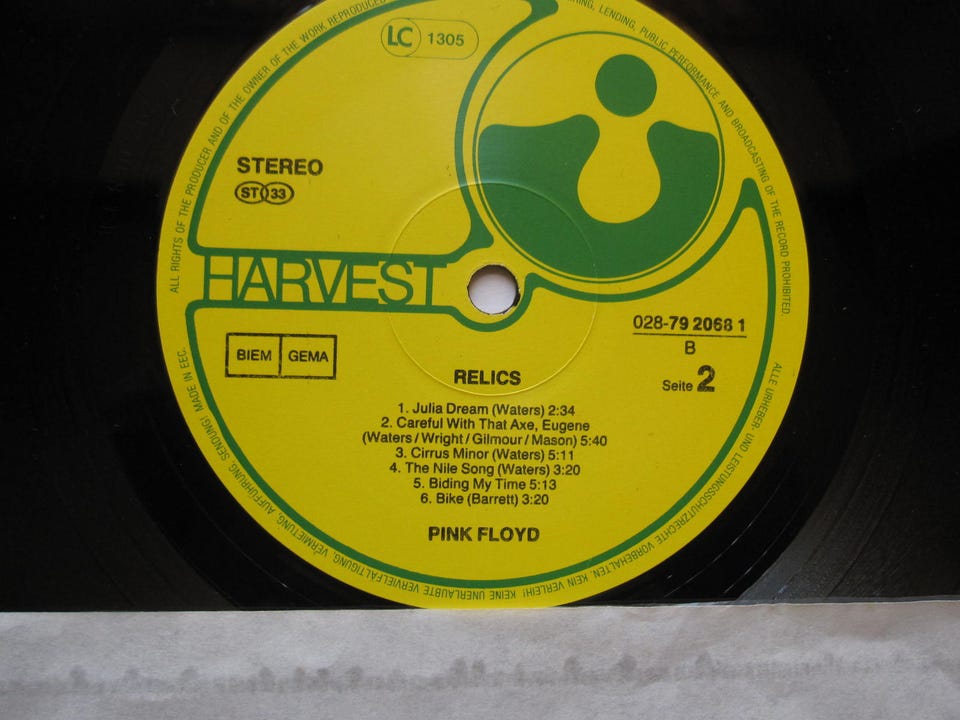 ALL RIGHTS OF THE PRODUCER AND OF THE OWNER OF THE WORK REPRODUCED
LENDING, PUBLIC PERFORMANCE AND BROADCASTING OF THE RECORD PROHIBITED.
LC 1305
STEREO
ST 33
HARVEST
028-79 2068 1
B
Seite 2
BIEM GEMA
RELICS
1. Julia Dream (Waters) 2:34
2. Careful With That Axe, Eugene
(Waters/Wright/Gilmour/Mason) 5:40
3. Cirrus Minor (Waters) 5:11
4. The Nile Song (Waters) 3:20
5. Biding My Time 5:13
6. Bike (Barrett) 3:20
PINK FLOYD
ALLE URHEBER- UND LEISTUNGSSCHUTZRECHTE VORBEHALTEN. KEIN VERLEIH! KEINE UNERLAUBTE VERVIELFÄLTIGUNG, VERMIETUNG, AUFFÜHRUNG, SENDUNG! MADE IN EEC.